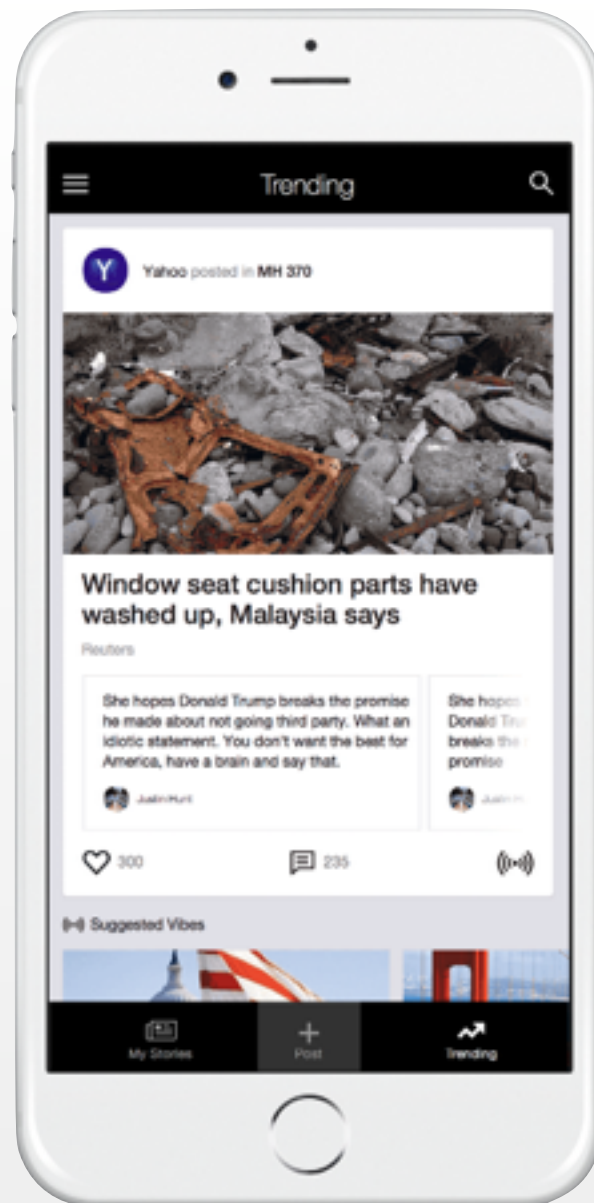 Trending
Y
Yahoo posted in MH 370
Window seat cushion parts have
washed up, Malaysia says
Reuters
She hopes Donald Trump breaks the promise
he made about not going third party. What an
idiotic statement. You don't want the best for
America, have a brain and say that.
Justin Hunt
She hopes
Donald
breaks the
promise
Justin
300
235
Suggested Vibes
My Stories
Post
Trending